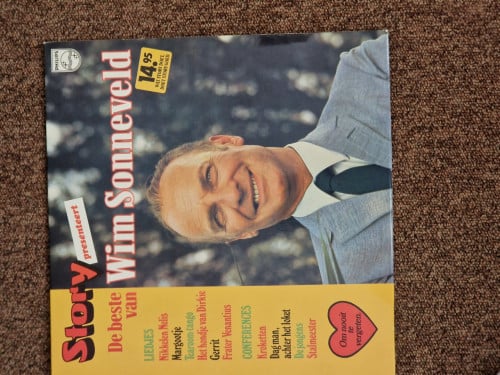 PHILIPS
Story
presenteert
De beste
van
Wim Sonneveld
14.95
LIEDJES
Nikkelen Nelis
Margootje
Tearoom tango
Het hondje van Dirkie
Gerrit
Frater Venantius
CONFERENCES
Kroketten
Dag man,
achter het loket
De jongens
Stalmeester
Om nooit
te
vergeten.